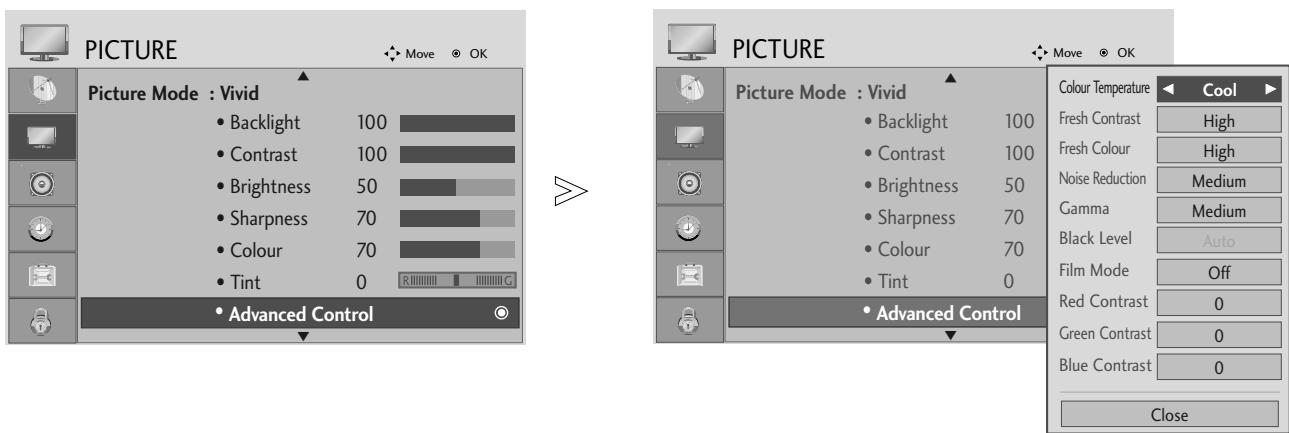 PICTURE
Move OK
Picture Mode : Vivid
• Backlight 100
• Contrast 100
• Brightness 50
• Sharpness 70
• Colour 70
• Tint 0 R G
• Advanced Control
PICTURE
Move OK
Picture Mode : Vivid
• Backlight 100
• Contrast 100
• Brightness 50
• Sharpness 70
• Colour 70
• Tint 0
• Advanced Control
Colour Temperature Cool
Fresh Contrast High
Fresh Colour High
Noise Reduction Medium
Gamma Medium
Black Level Auto
Film Mode Off
Red Contrast 0
Green Contrast 0
Blue Contrast 0
Close